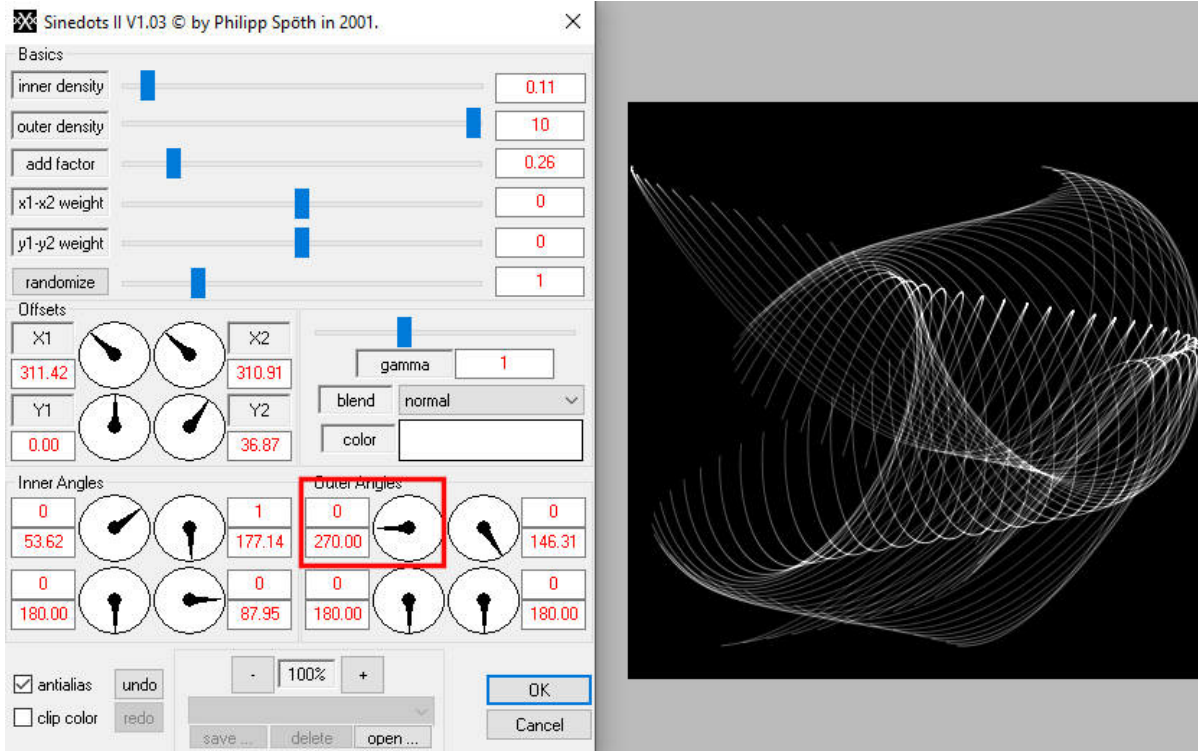 Sinedots II V1.03 © by Philipp Spöth in 2001.
Basics
inner density 0.11
outer density 10
add factor 0.26
x1-x2 weight 0
y1-y2 weight 0
randomize 1
Offsets
X1 X2
311.42 310.91
gamma 1
Y1 Y2
blend normal
0.00 36.87
color
Inner Angles Outer Angles
0 1 0 0
53.62 177.14 270.00 146.31
0 0 0 0
180.00 87.95 180.00 180.00
antialias undo - 100% + OK
clip color redo Cancel
save ... delete open ...